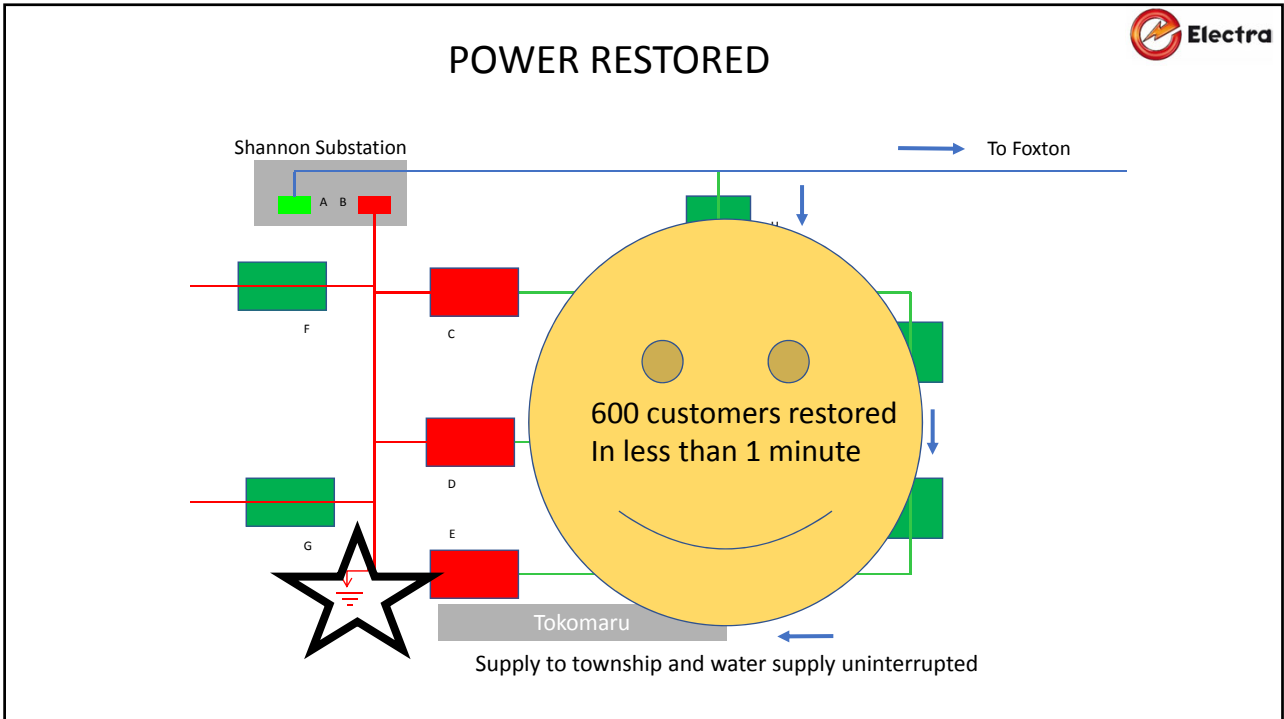 POWER RESTORED
Electra
Shannon Substation
To Foxton
A B
F
C
600 customers restored
In less than 1 minute
D
G
E
Tokomaru
Supply to township and water supply uninterrupted